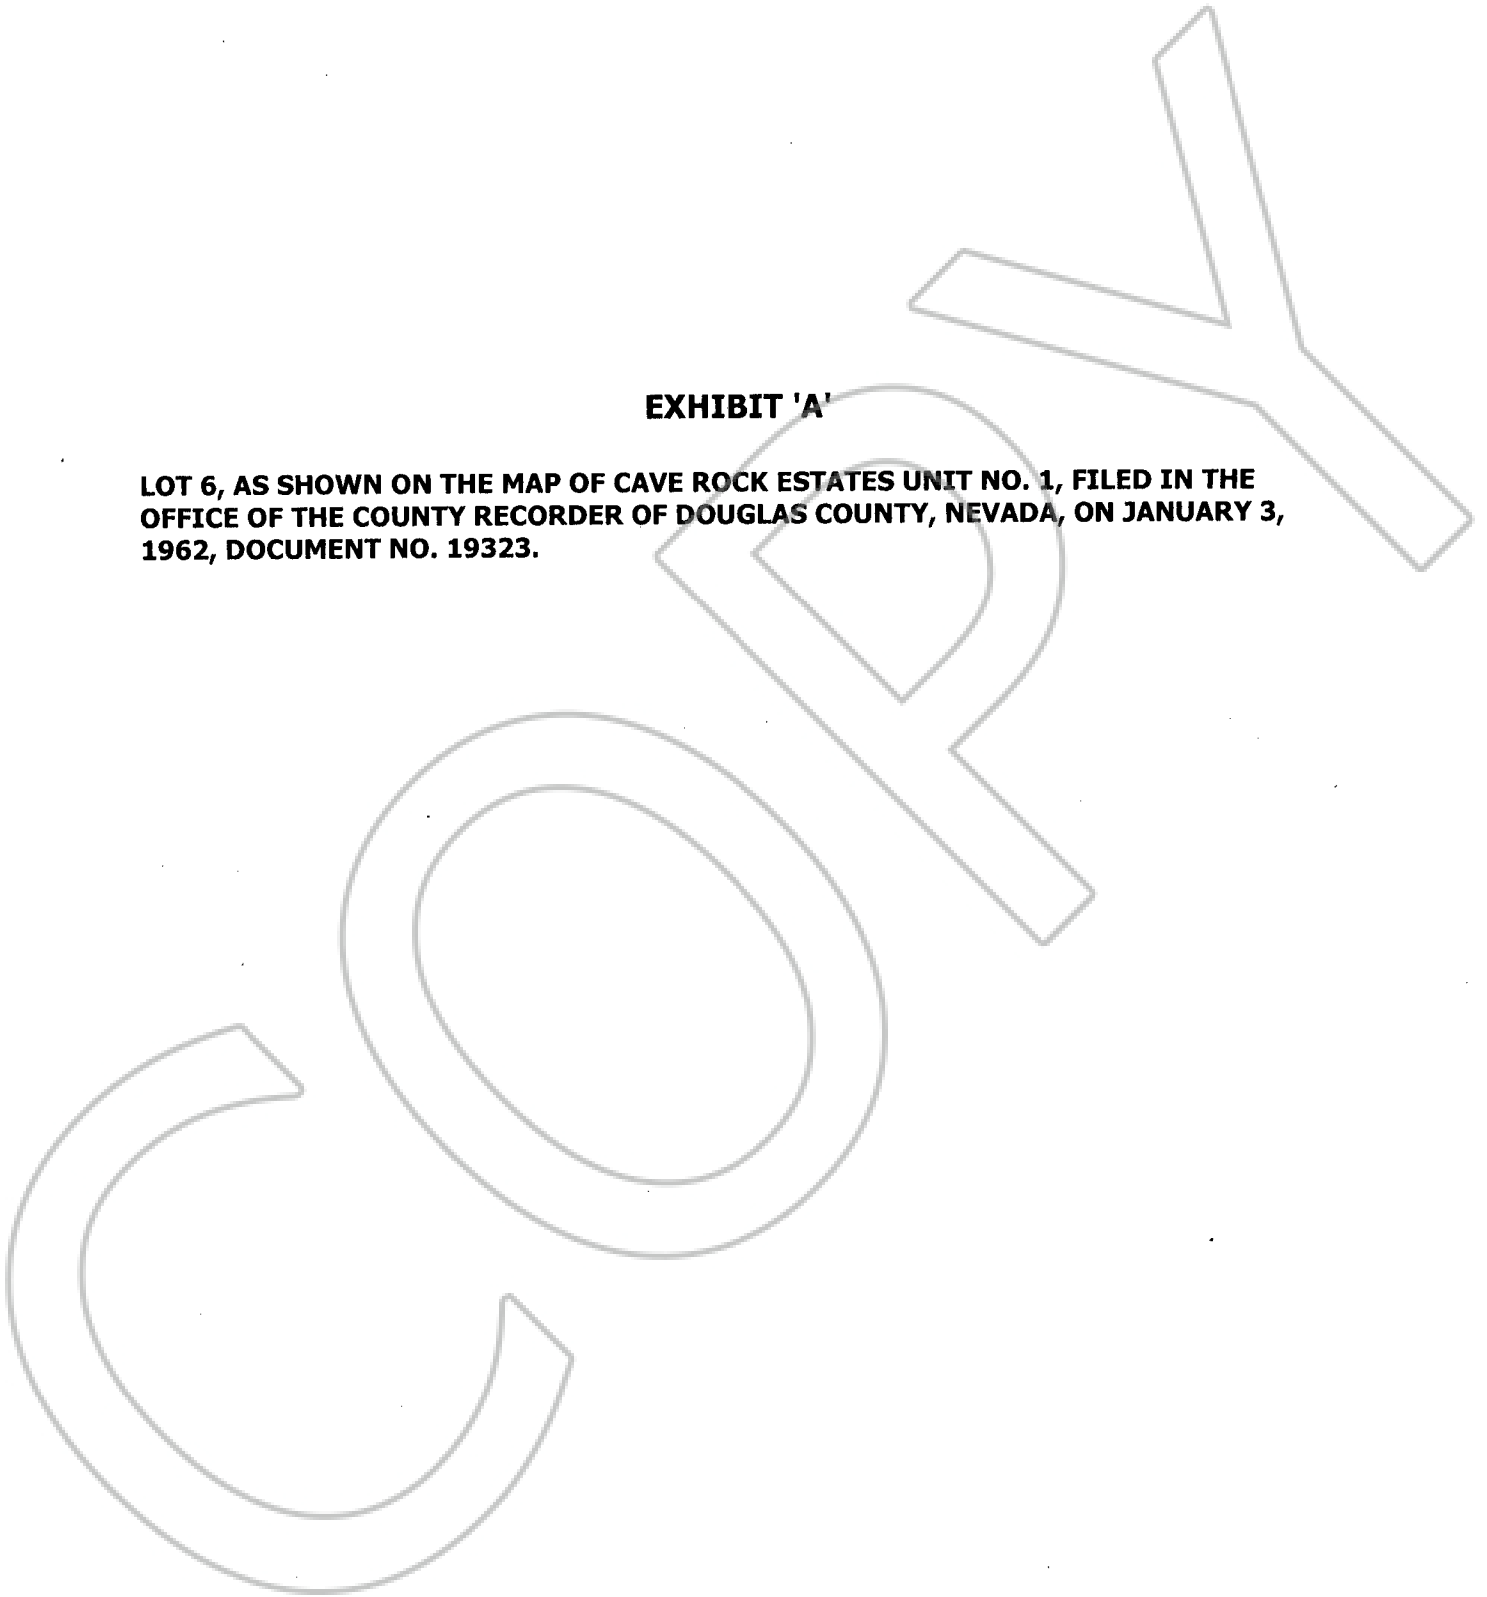 EXHIBIT 'A'
LOT 6, AS SHOWN ON THE MAP OF CAVE ROCK ESTATES UNIT NO. 1, FILED IN THE
OFFICE OF THE COUNTY RECORDER OF DOUGLAS COUNTY, NEVADA, ON JANUARY 3,
1962, DOCUMENT NO. 19323.
COPY